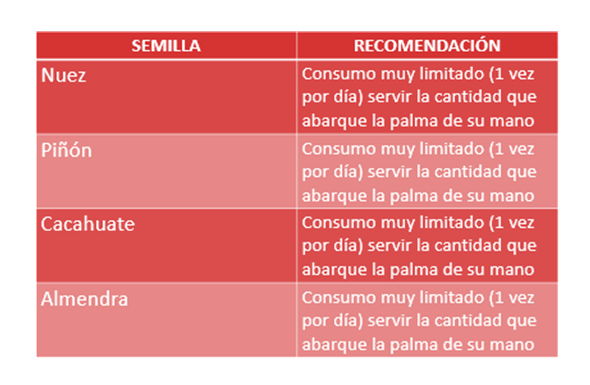 SEMILLA
RECOMENDACIÓN
Nuez
Consumo muy limitado (1 vez
por día) servir la cantidad que
abarque la palma de su mano
Piñón
Consumo muy limitado (1 vez
por día) servir la cantidad que
abarque la palma de su mano
Cacahuate
Consumo muy limitado (1 vez
por día) servir la cantidad que
abarque la palma de su mano
Almendra
Consumo muy limitado (1 vez
por día) servir la cantidad que
abarque la palma de su mano